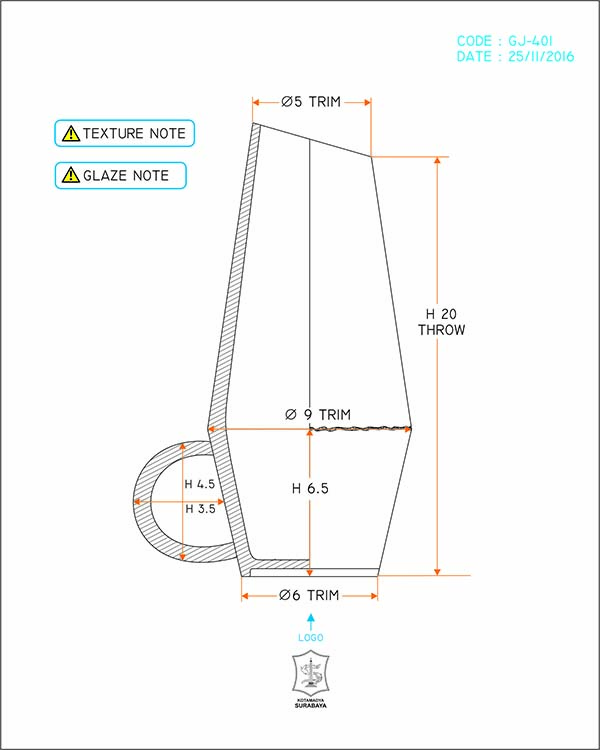 CODE : GJ-401
DATE : 25/11/2016
Ø5 TRIM
TEXTURE NOTE
GLAZE NOTE
H 20
THROW
Ø 9 TRIM
H 4.5
H 6.5
H 3.5
Ø6 TRIM
LOGO
KOTAMADYA
SURABAYA